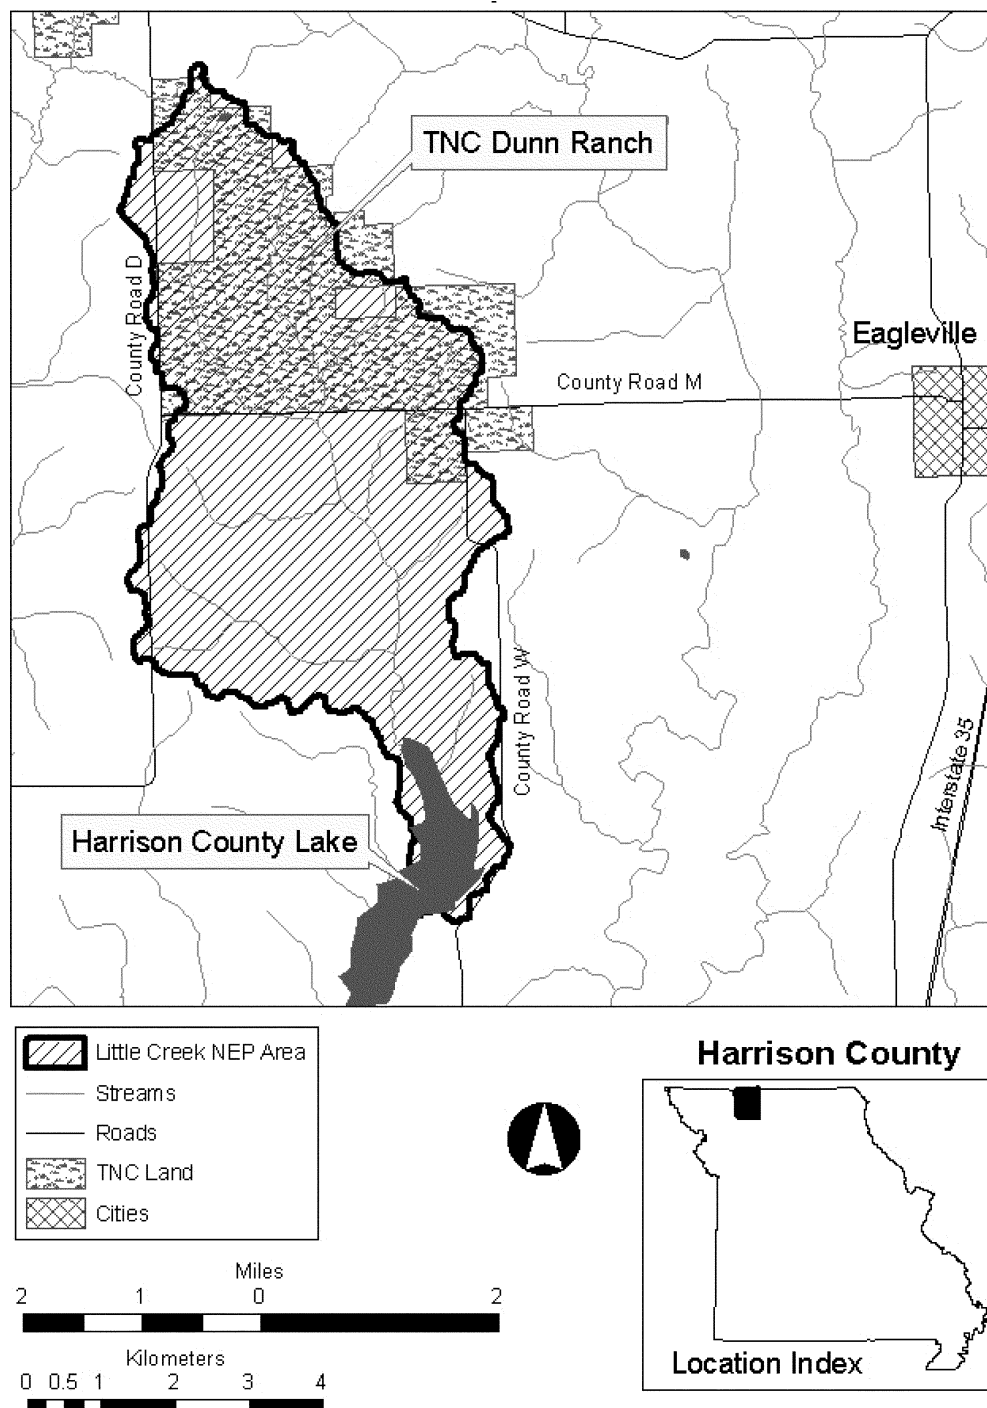 TNC Dunn Ranch
County Road D
Eagleville
County Road M
County Road W
Interstate 35
Harrison County Lake
Little Creek NEP Area
Streams
Roads
TNC Land
Cities
Harrison County
Location Index
Miles
2 1 0 2
Kilometers
0 0.5 1 2 3 4